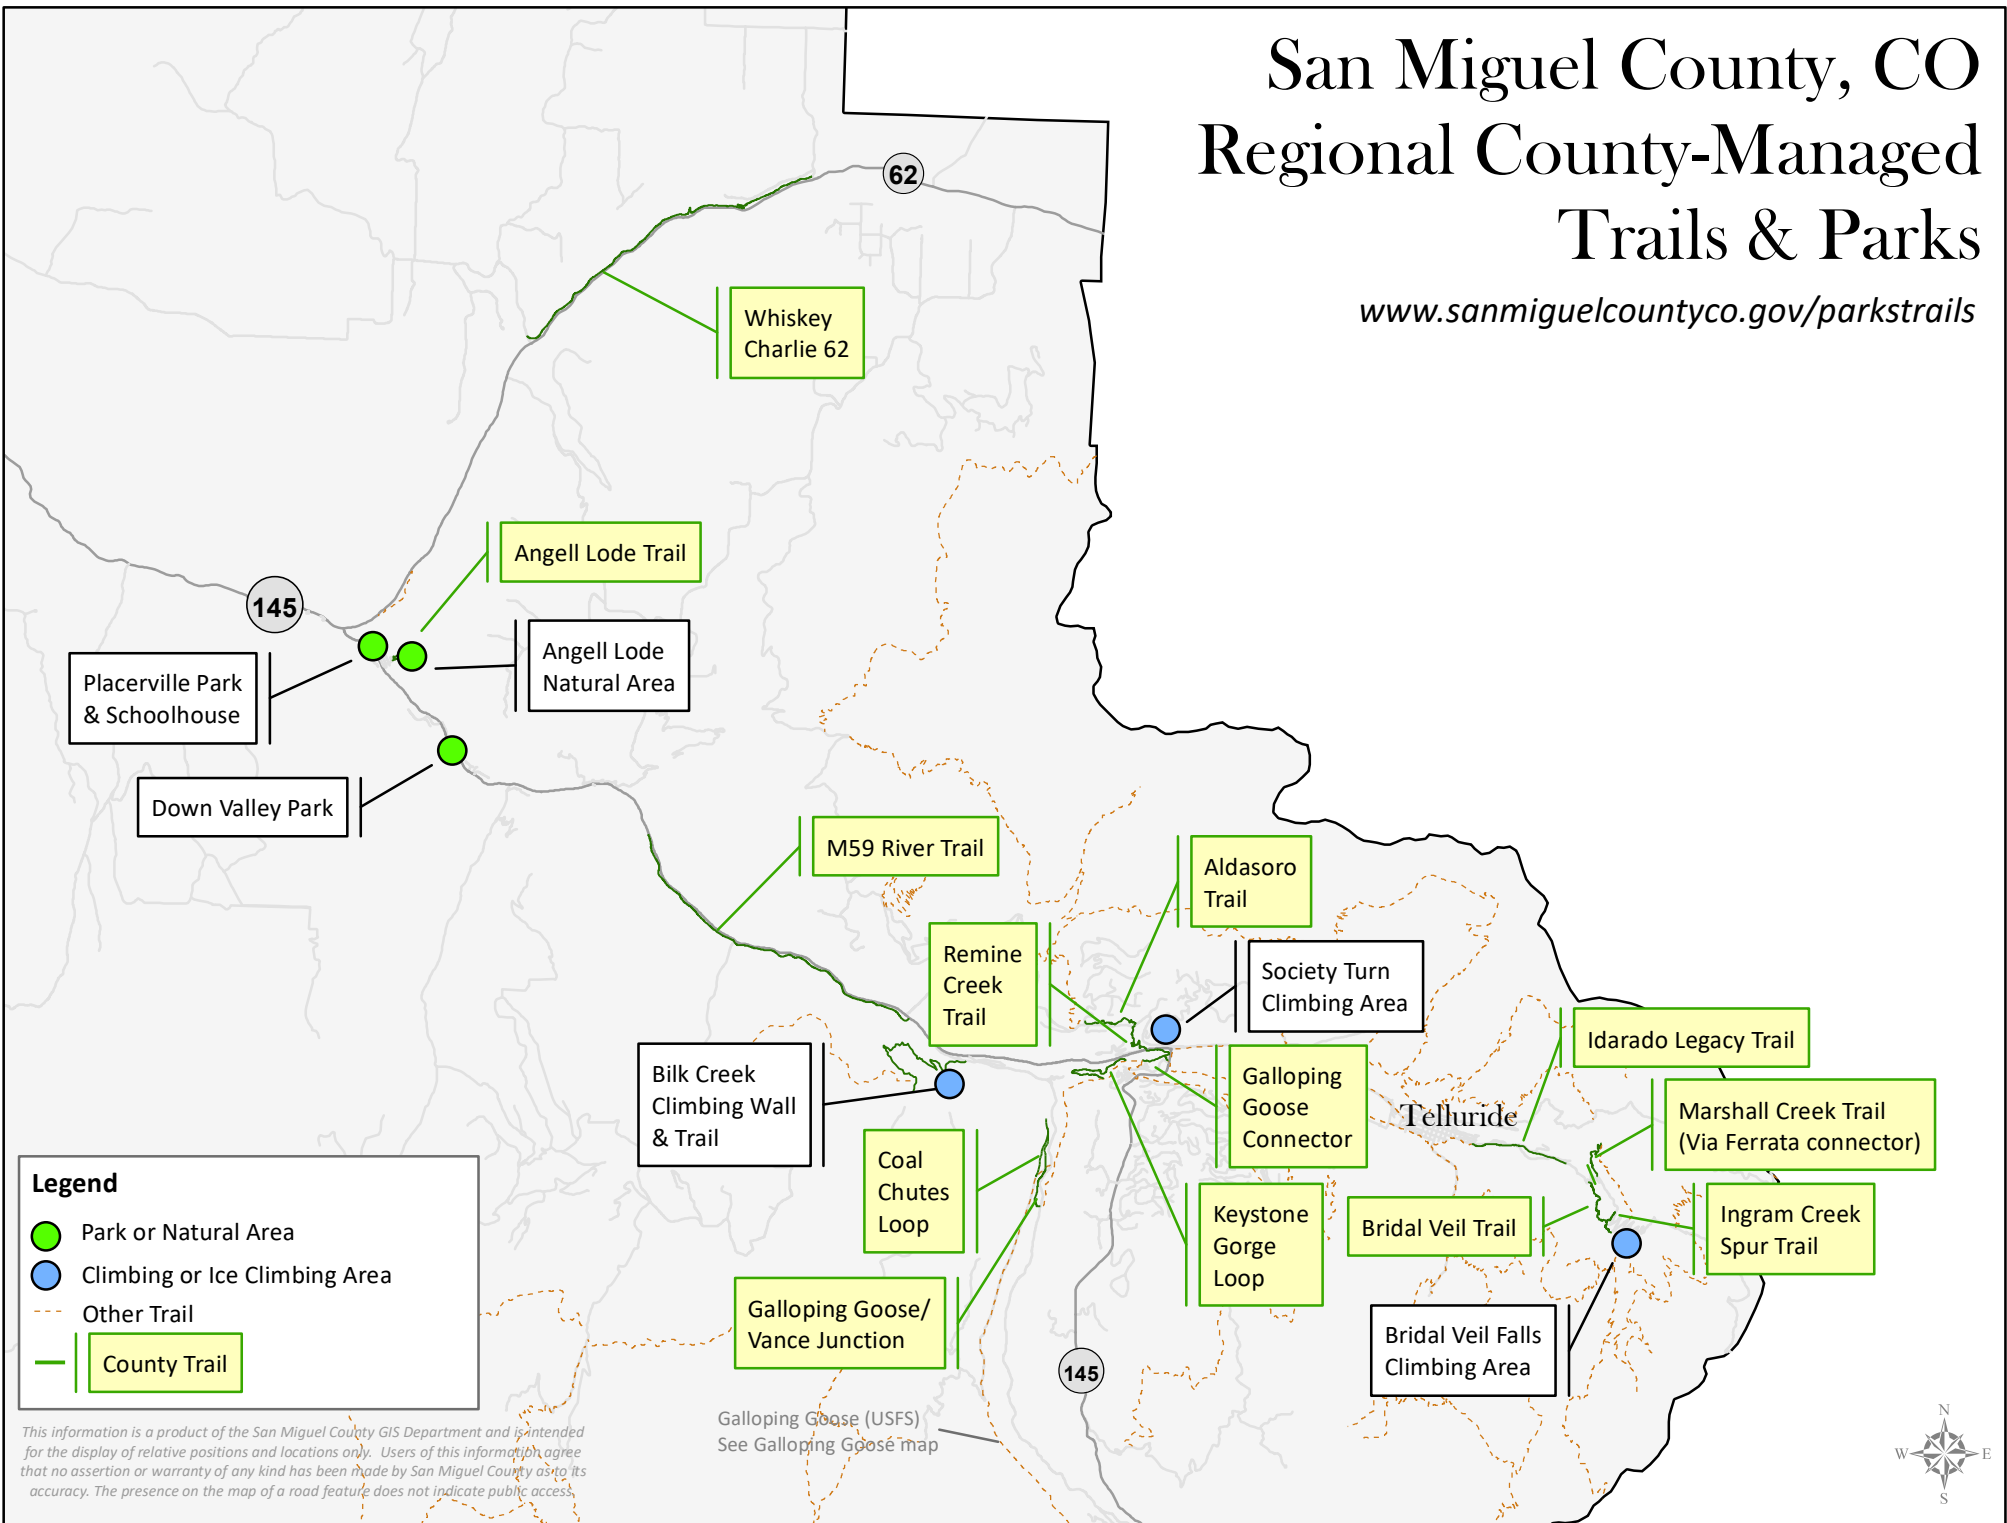 San Miguel County, CO
Regional County-Managed
Trails & Parks
www.sanmiguelcountyco.gov/parkstrails
62
Whiskey
Charlie 62
Angell Lode Trail
145
Angell Lode
Natural Area
Placerville Park
& Schoolhouse
Down Valley Park
M59 River Trail
Aldasoro
Trail
Remine
Creek
Trail
Society Turn
Climbing Area
Idarado Legacy Trail
Bilk Creek
Climbing Wall
& Trail
Galloping
Goose
Connector
Telluride
Marshall Creek Trail
(Via Ferrata connector)
Coal
Chutes
Loop
Keystone
Gorge
Loop
Bridal Veil Trail
Ingram Creek
Spur Trail
Galloping Goose/
Vance Junction
Bridal Veil Falls
Climbing Area
145
Galloping Goose (USFS)
See Galloping Goose map
Legend
Park or Natural Area
Climbing or Ice Climbing Area
Other Trail
County Trail
This information is a product of the San Miguel County GIS Department and is intended
for the display of relative positions and locations only. Users of this information agree
that no assertion or warranty of any kind has been made by San Miguel County as to its
accuracy. The presence on the map of a road feature does not indicate public access.
N
W
E
S